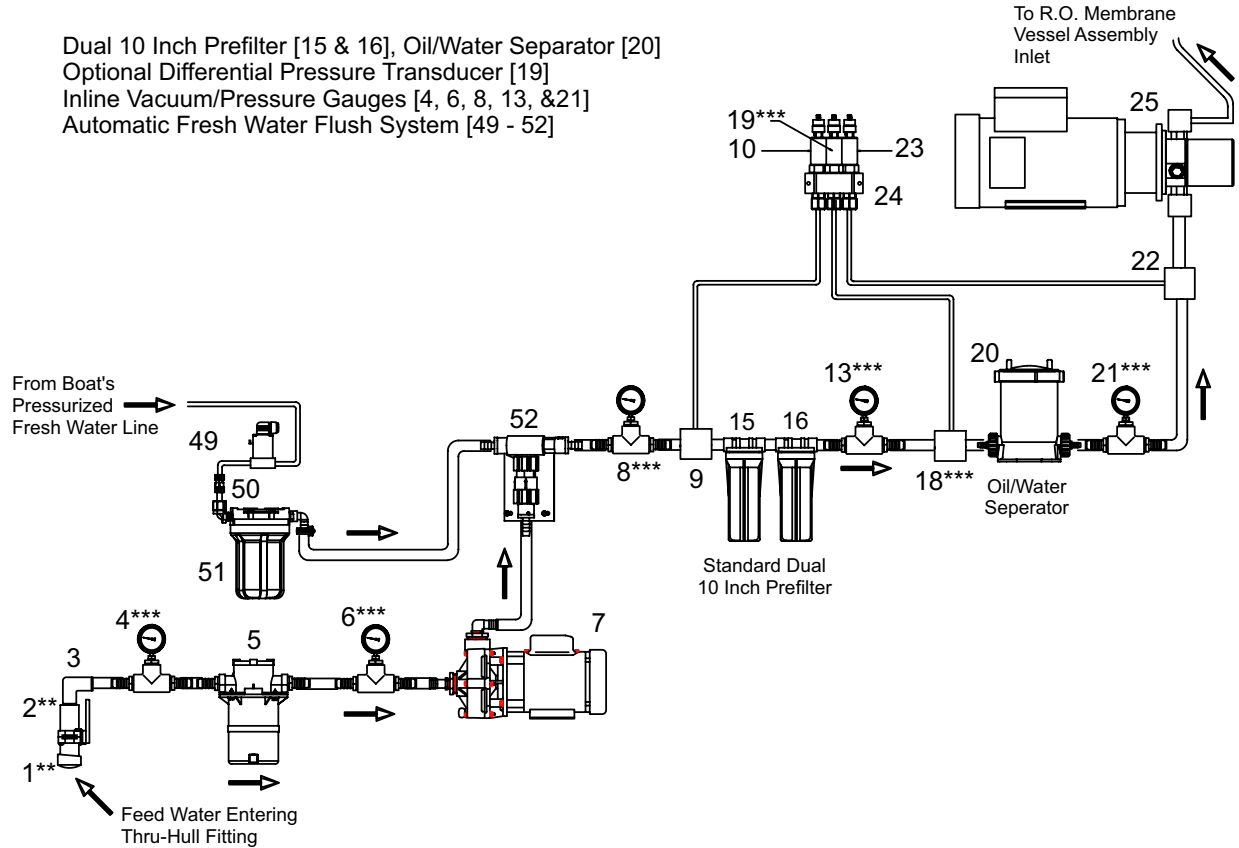 Dual 10 Inch Prefilter [15 & 16], Oil/Water Separator [20]
Optional Differential Pressure Transducer [19]
Inline Vacuum/Pressure Gauges [4, 6, 8, 13, &21]
Automatic Fresh Water Flush System [49 - 52]
To R.O. Membrane
Vessel Assembly
Inlet
25
19***
10
23
24
22
20
13***
21***
From Boat's
Pressurized
Fresh Water Line
49
52
15
16
50
8***
9
18***
Oil/Water
Seperator
51
Standard Dual
10 Inch Prefilter
4***
6***
7
3
5
2**
1**
Feed Water Entering
Thru-Hull Fitting